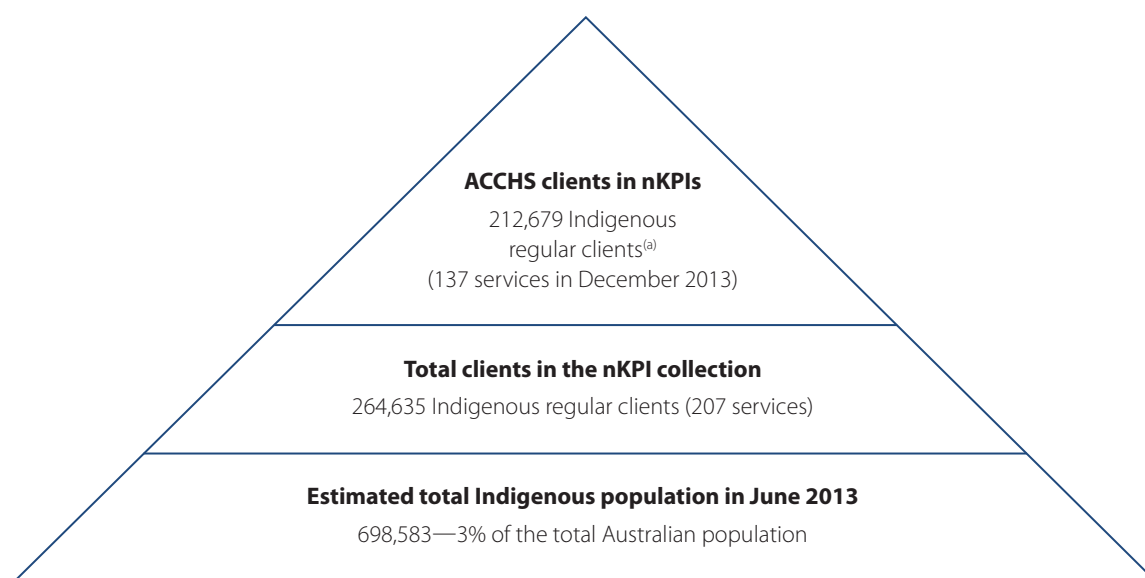 ACCHS clients in nKPIs
212,679 Indigenous
regular clients(a)
(137 services in December 2013)
Total clients in the nKPI collection
264,635 Indigenous regular clients (207 services)
Estimated total Indigenous population in June 2013
698,583—3% of the total Australian population